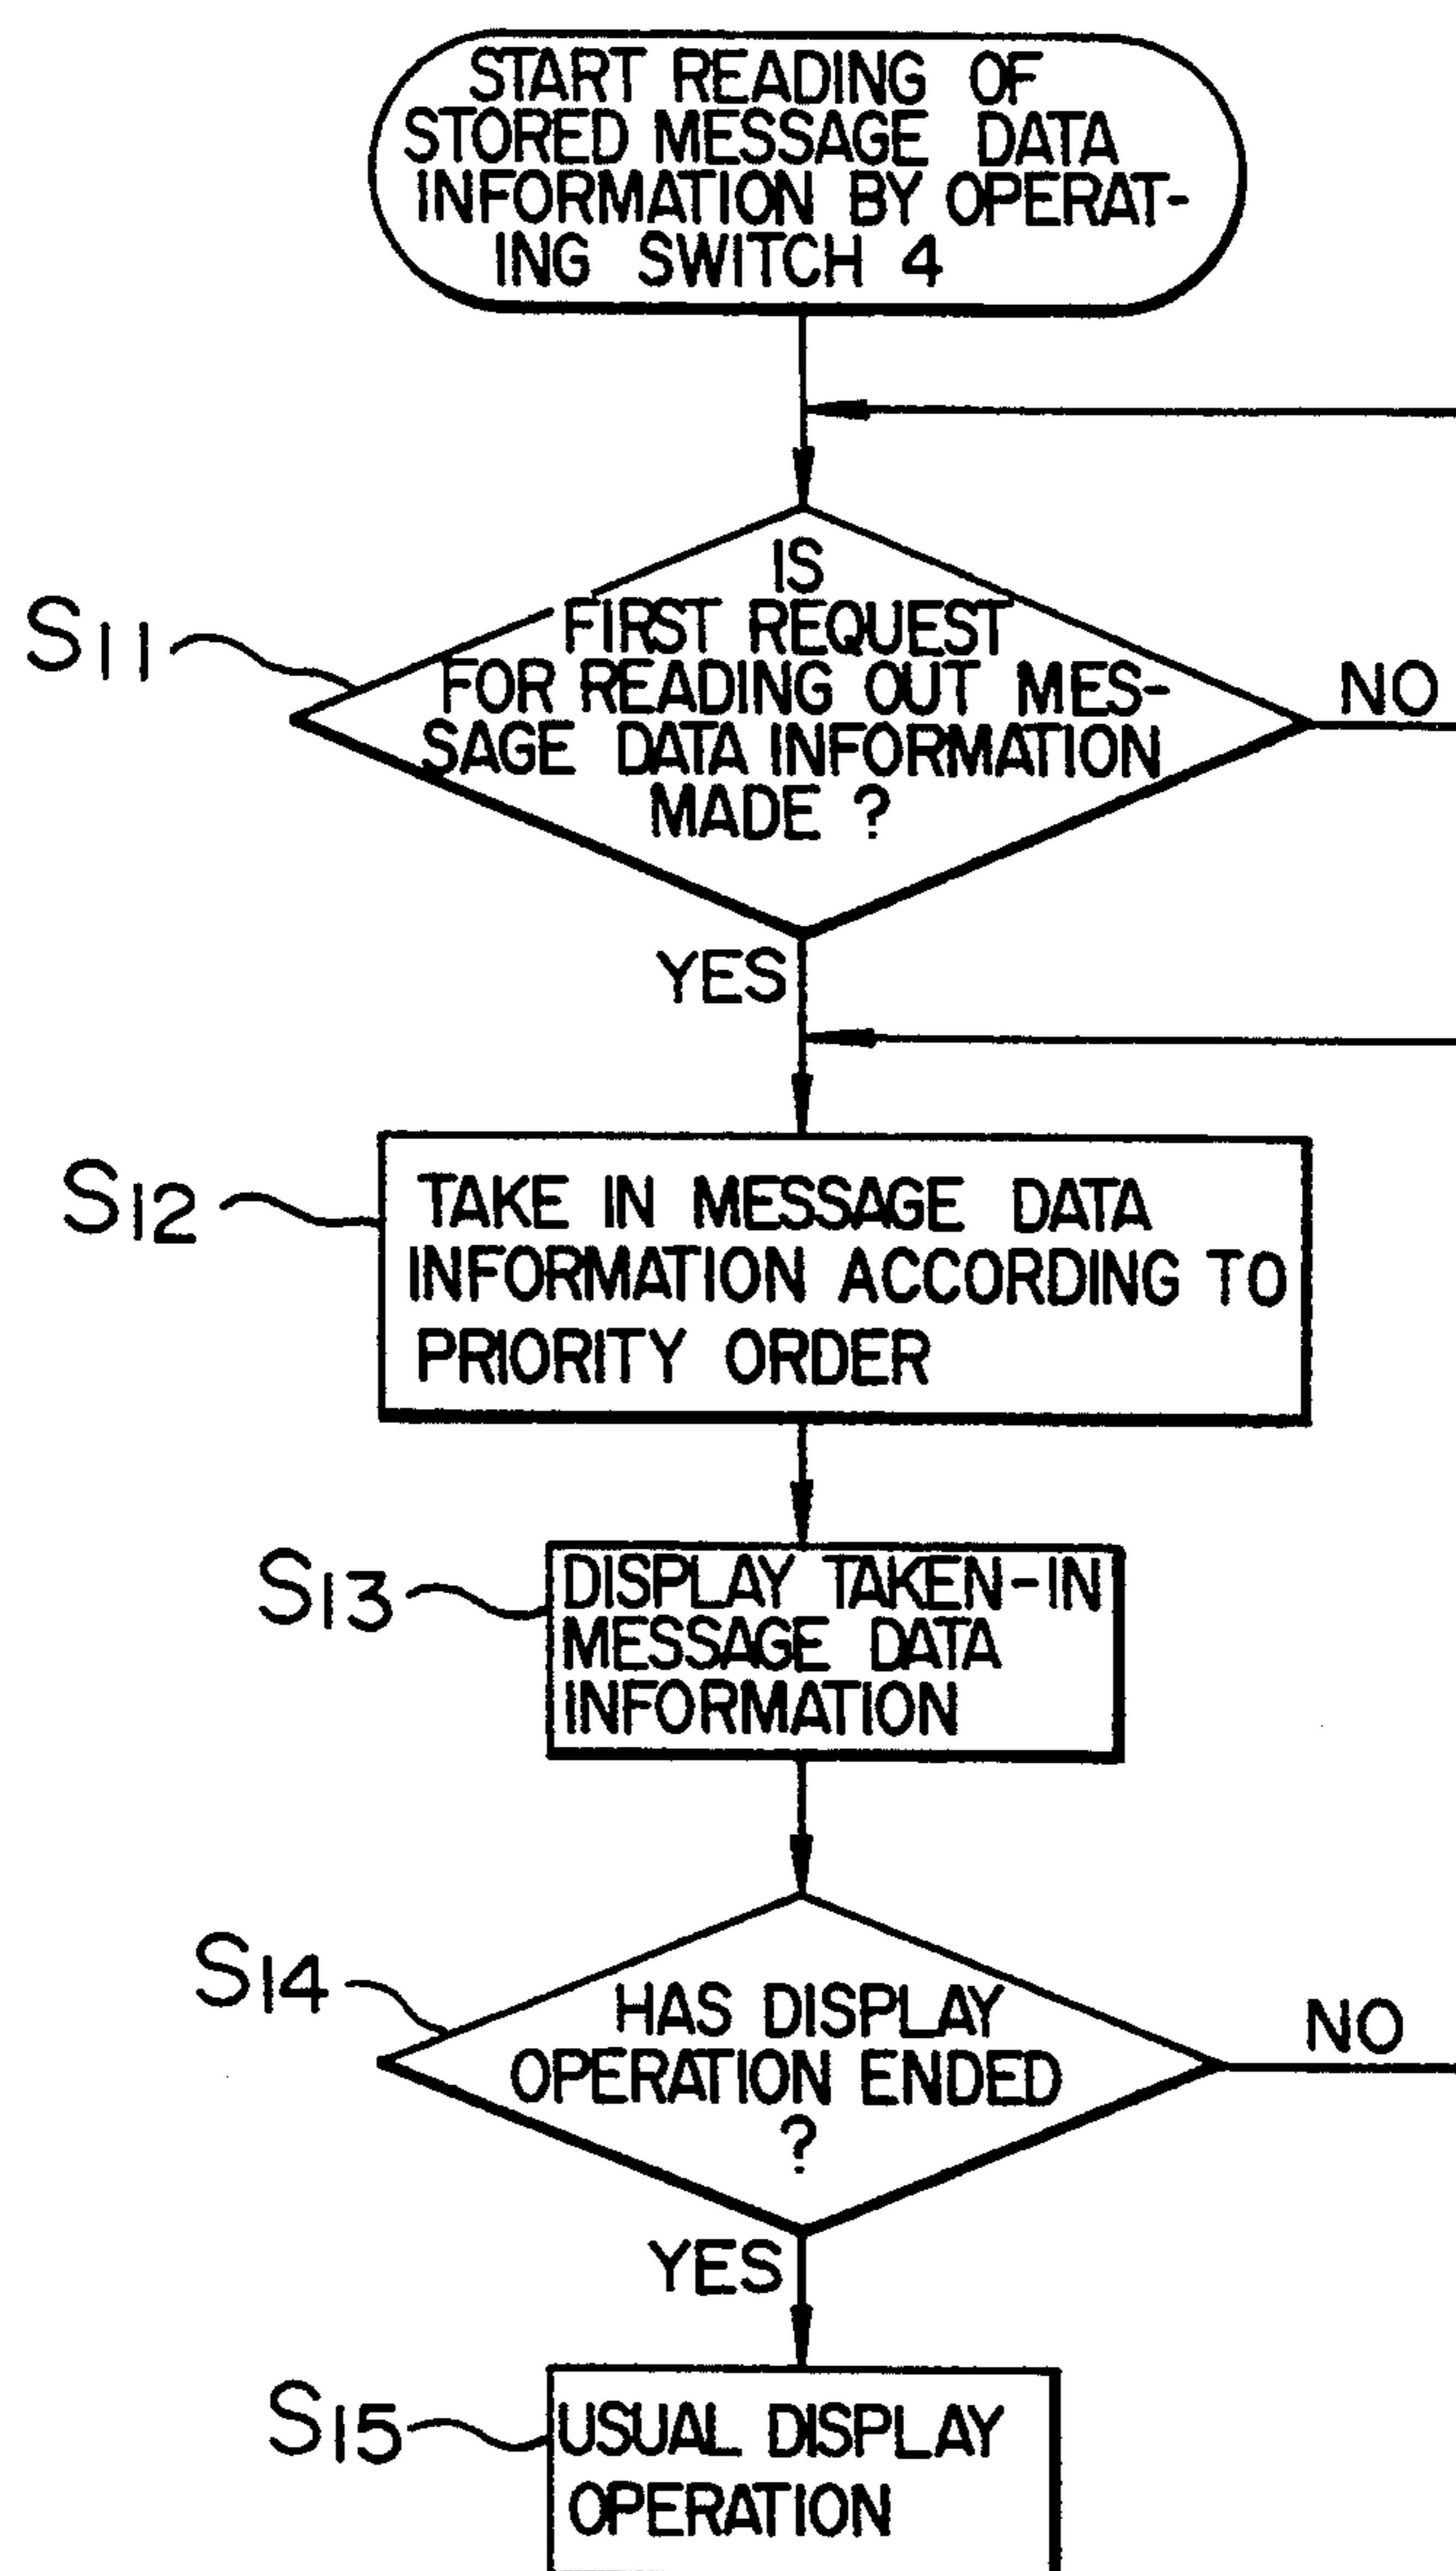 START READING OF
STORED MESSAGE DATA
INFORMATION BY OPERAT-
ING SWITCH 4
IS
FIRST REQUEST
FOR READING OUT MES-
SAGE DATA INFORMATION
MADE ?
S11
NO
YES
S12
TAKE IN MESSAGE DATA
INFORMATION ACCORDING TO
PRIORITY ORDER
S13
DISPLAY TAKEN-IN
MESSAGE DATA
INFORMATION
S14
HAS DISPLAY
OPERATION ENDED
?
NO
YES
S15
USUAL DISPLAY
OPERATION